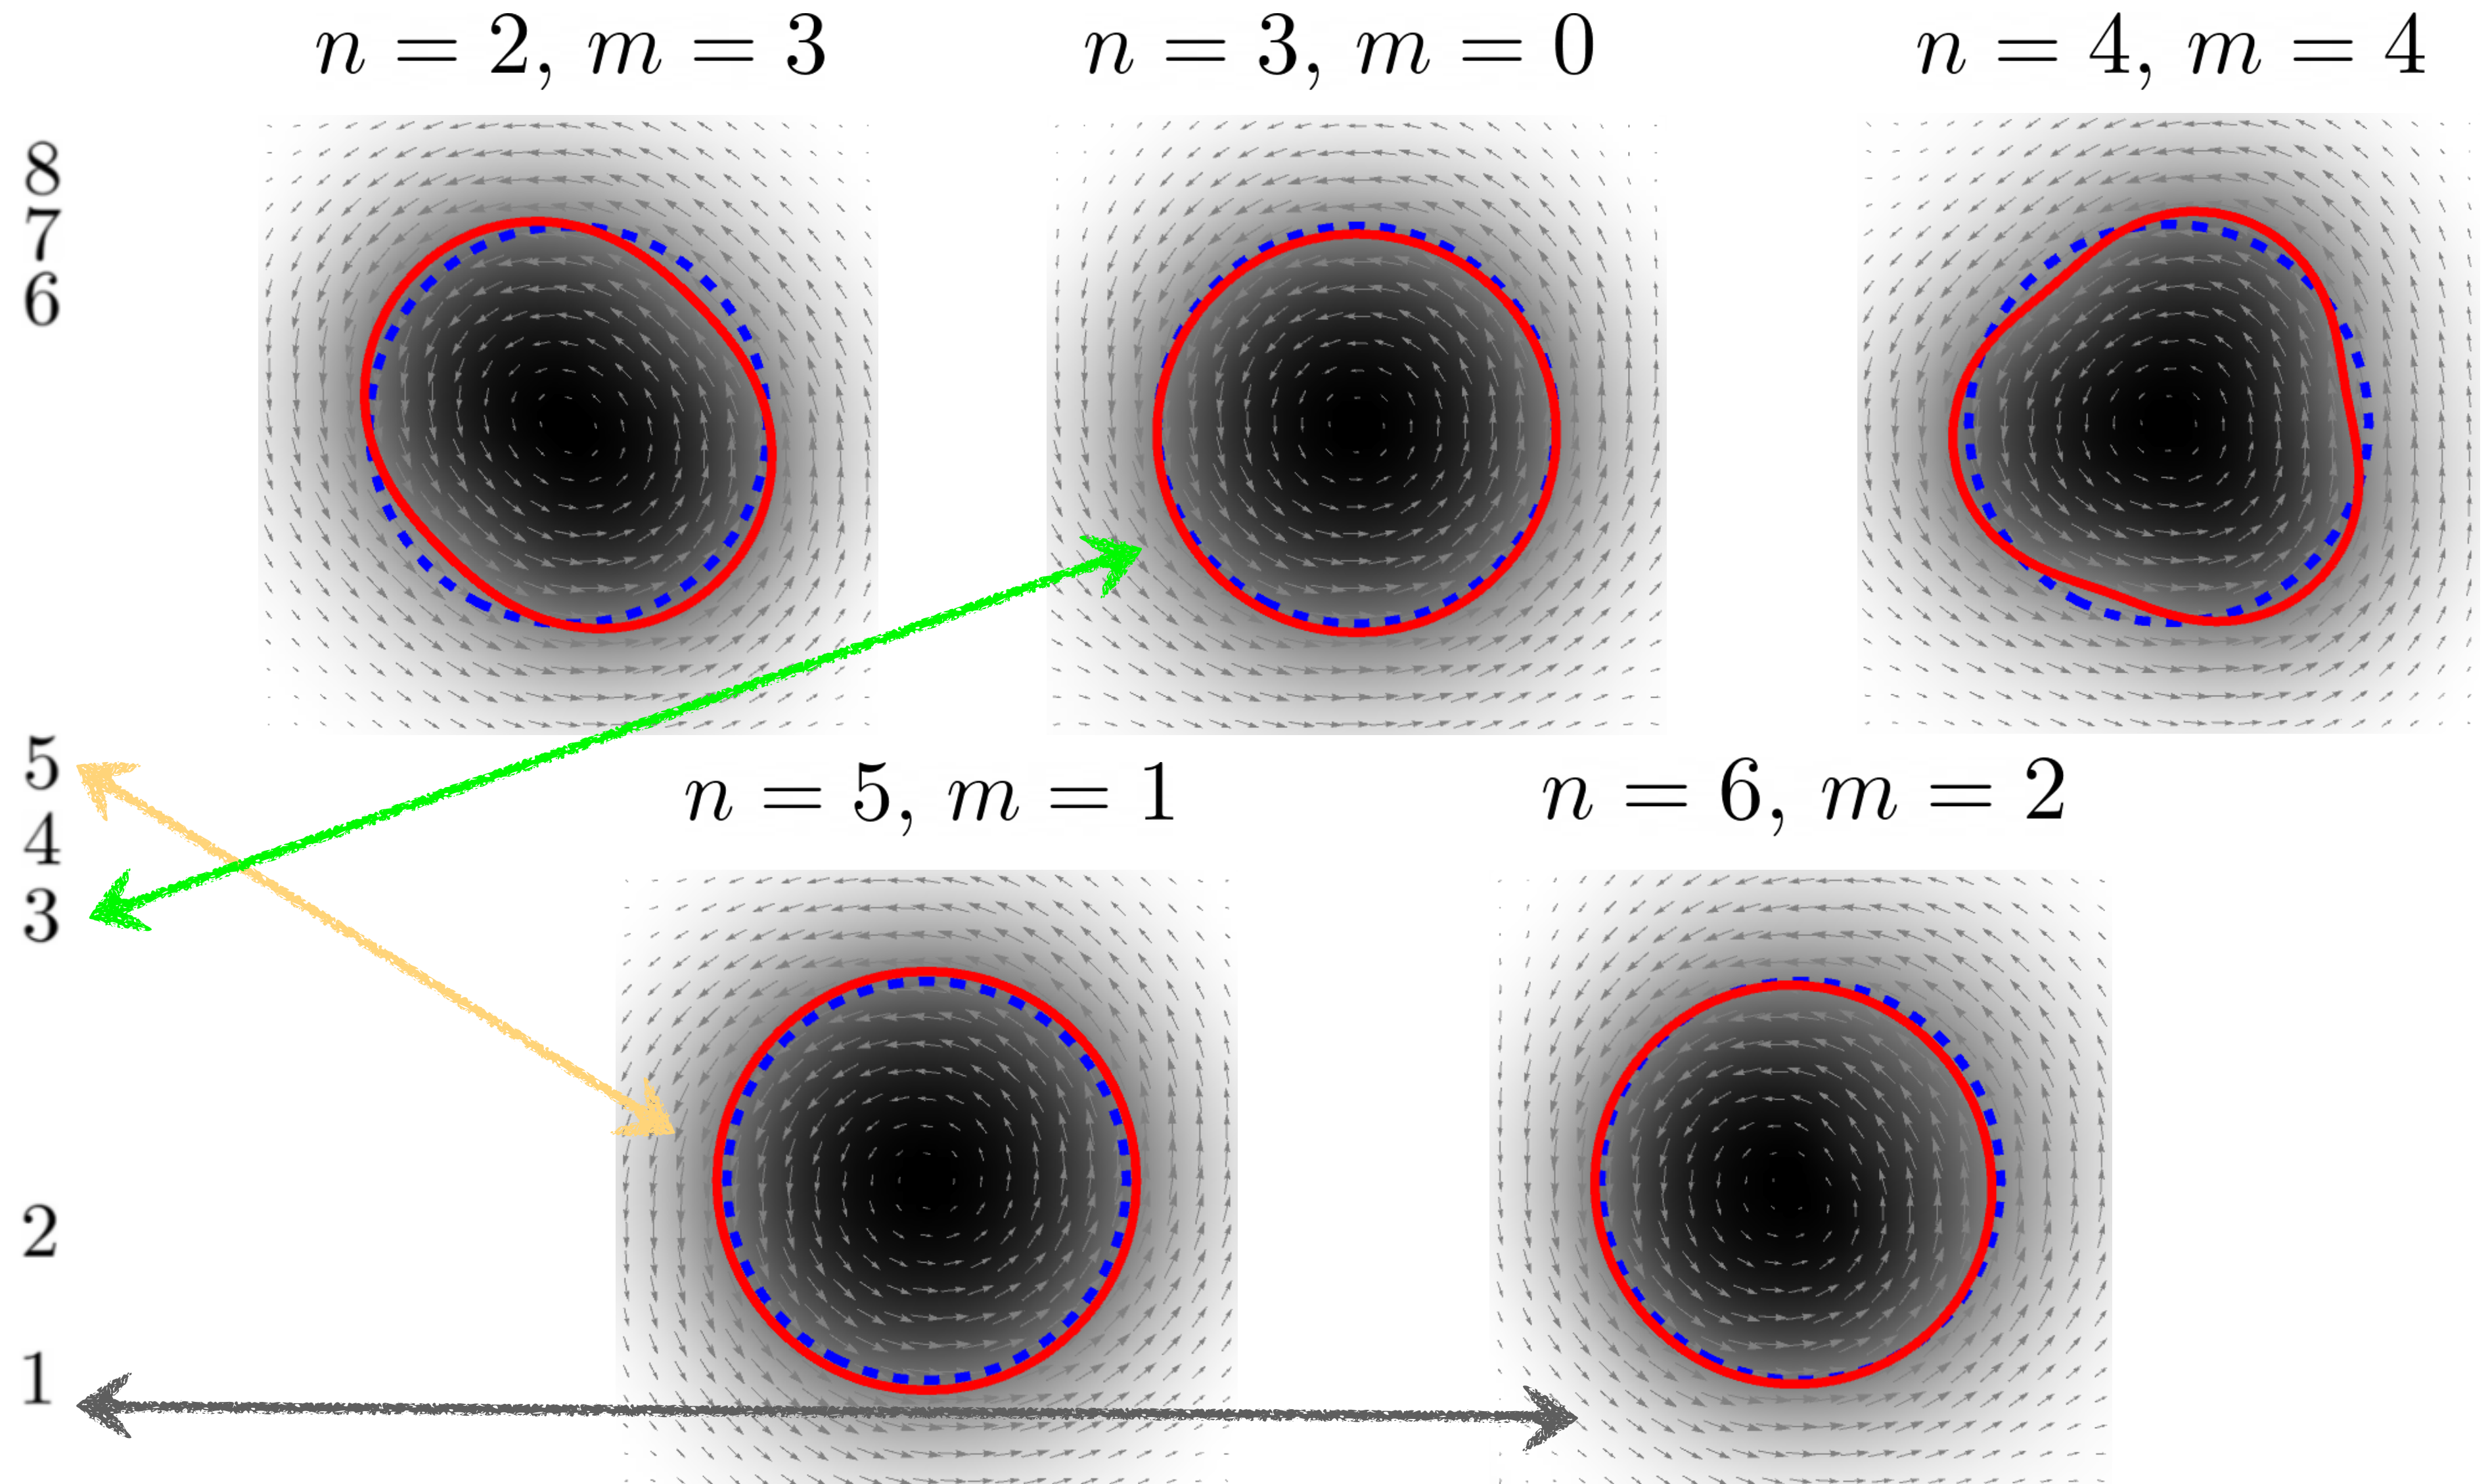 n = 2, m = 3
n = 3, m = 0
n = 4, m = 4
8
7
6
5
n = 5, m = 1
n = 6, m = 2
4
3
2
1